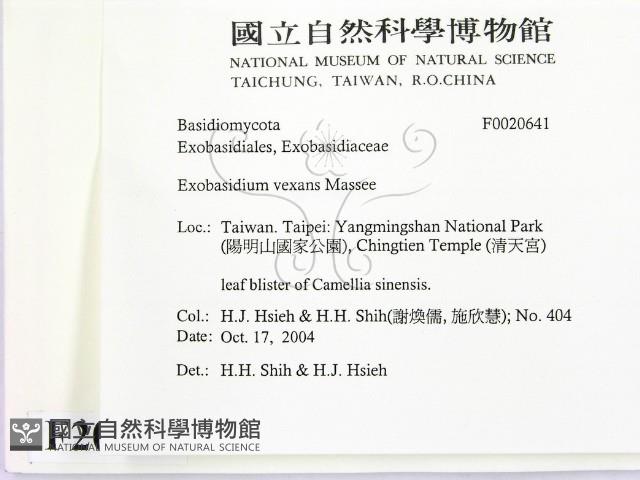 國立自然科學博物館
NATIONAL MUSEUM OF NATURAL SCIENCE
TAICHUNG, TAIWAN, R.O.CHINA
Basidiomycota F0020641
Exobasidiales, Exobasidiaceae
Exobasidium vexans Massee
Loc.: Taiwan. Taipei: Yangmingshan National Park
(陽明山國家公園), Chingtien Temple (清天宮)
leaf blister of Camellia sinensis.
Col.: H.J. Hsieh & H.H. Shih(謝煥儒, 施欣慧); No. 404
Date: Oct. 17, 2004
Det.: H.H. Shih & H.J. Hsieh
國立自然科學博物館
NATIONAL MUSEUM OF NATURAL SCIENCE